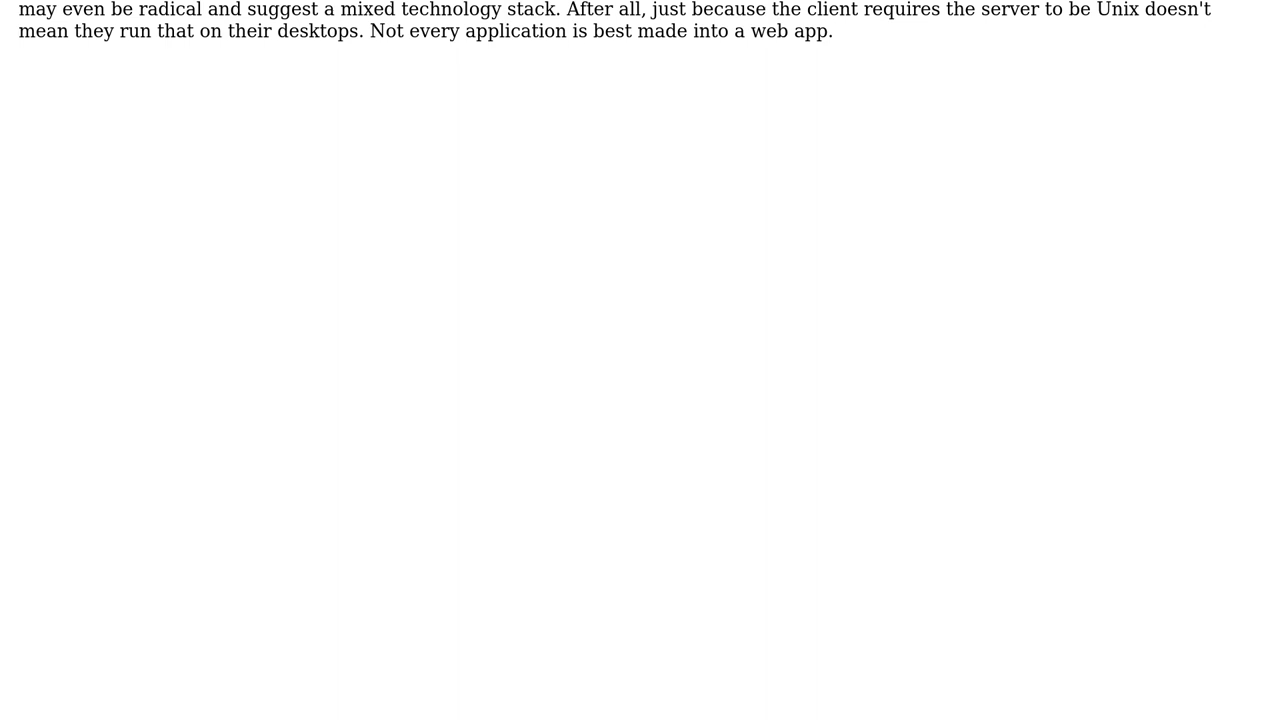 may even be radical and suggest a mixed technology stack. After all, just because the client requires the server to be Unix doesn't
mean they run that on their desktops. Not every application is best made into a web app.